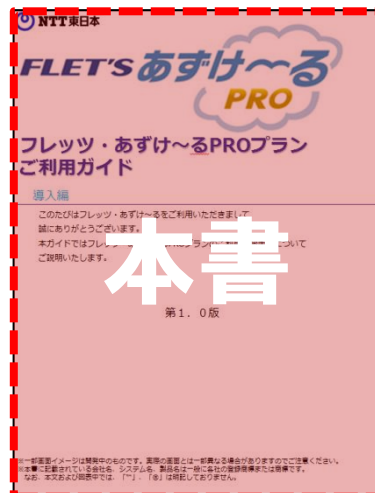 NTT東日本
FLET'S あずけ～る
PRO
フレッツ・あずけ～るPROプラン
ご利用ガイド
導入編
このたびはフレッツ・あずけ～るをご利用いただきまして
誠にありがとうございます。
本ガイドではフレッツ プラン について
ご説明いたします。
本書
第１．０版
※一部画面イメージは開発中のものです。実際の画面とは一部異なる場合がありますのでご注意ください。
※本書に記載されている会社名、システム名、製品名は一般に各社の登録商標または商標です。
なお、本文および図表中では、「™」、「®」は明記しておりません。